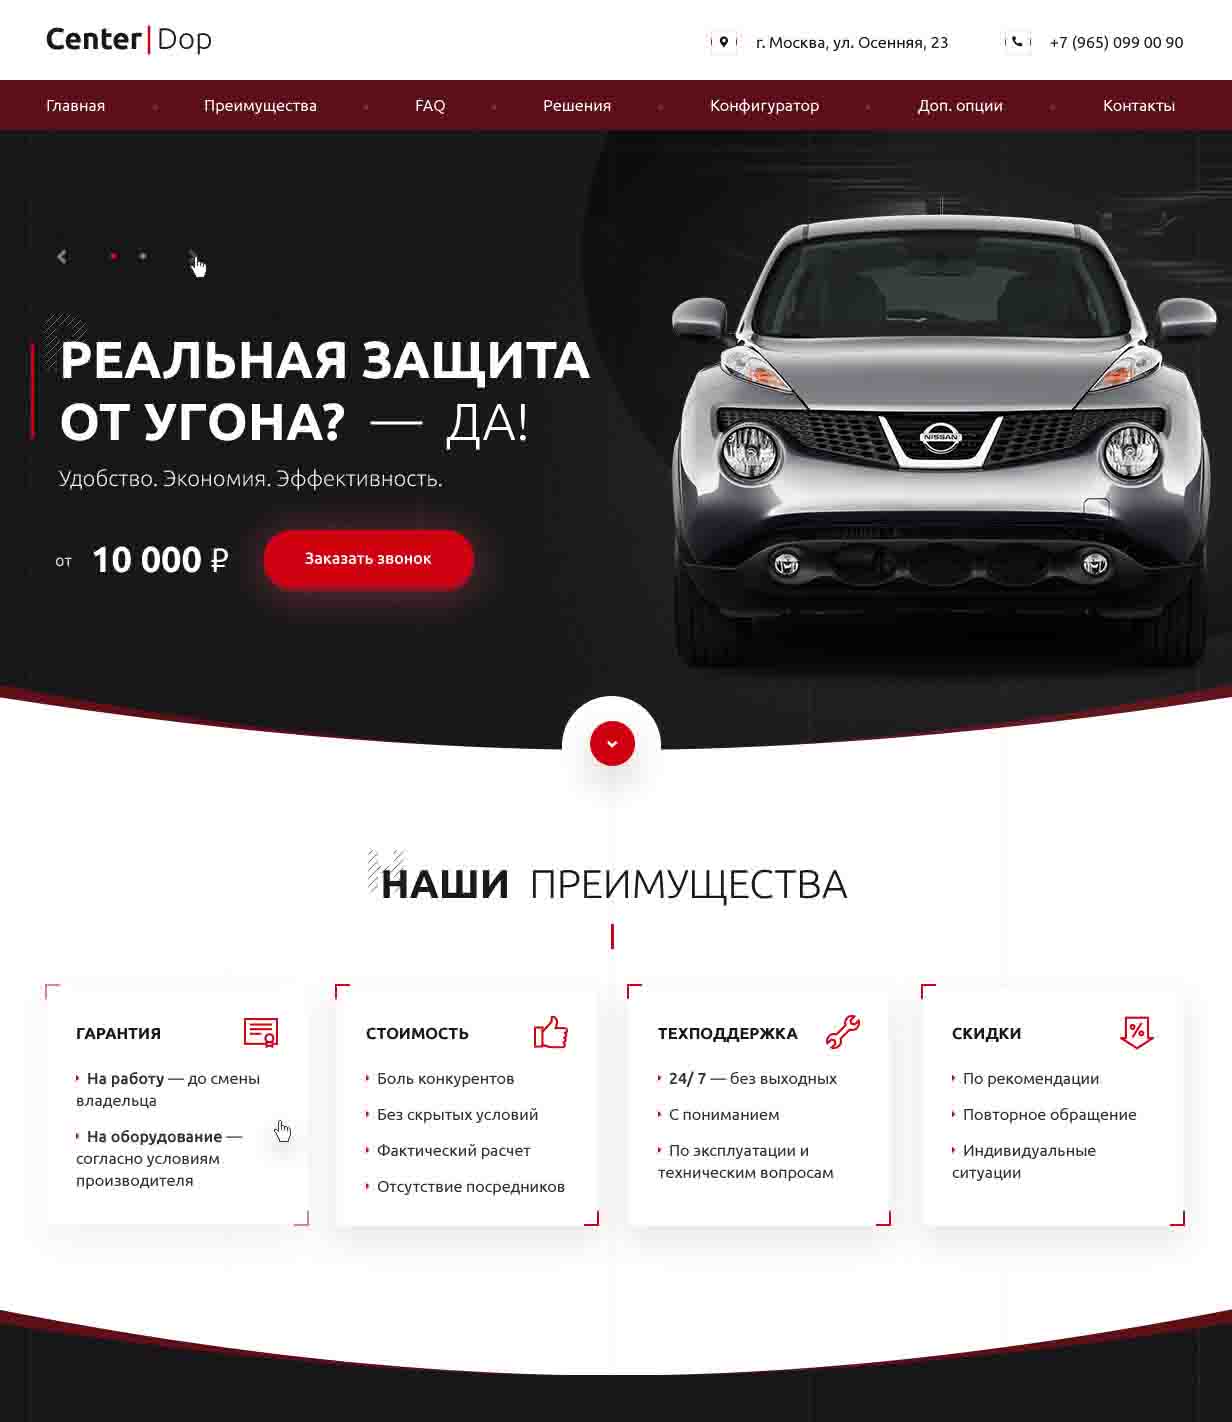 Center|Dop
г. Москва, ул. Осенняя, 23
+7 (965) 099 00 90
Главная
Преимущества
FAQ
Решения
Конфигуратор
Доп. опции
Контакты
РЕАЛЬНАЯ ЗАЩИТА
ОТ УГОНА? — ДА!
Удобство. Экономия. Эффективность.
от 10 000 ₽
Заказать звонок
NISSAN
НАШИ ПРЕИМУЩЕСТВА
ГАРАНТИЯ
На работу — до смены
владельца
На оборудование —
согласно условиям
производителя
СТОИМОСТЬ
Боль конкурентов
Без скрытых условий
Фактический расчет
Отсутствие посредников
ТЕХПОДДЕРЖКА
24/ 7 — без выходных
С пониманием
По эксплуатации и
техническим вопросам
СКИДКИ
%
По рекомендации
Повторное обращение
Индивидуальные
ситуации